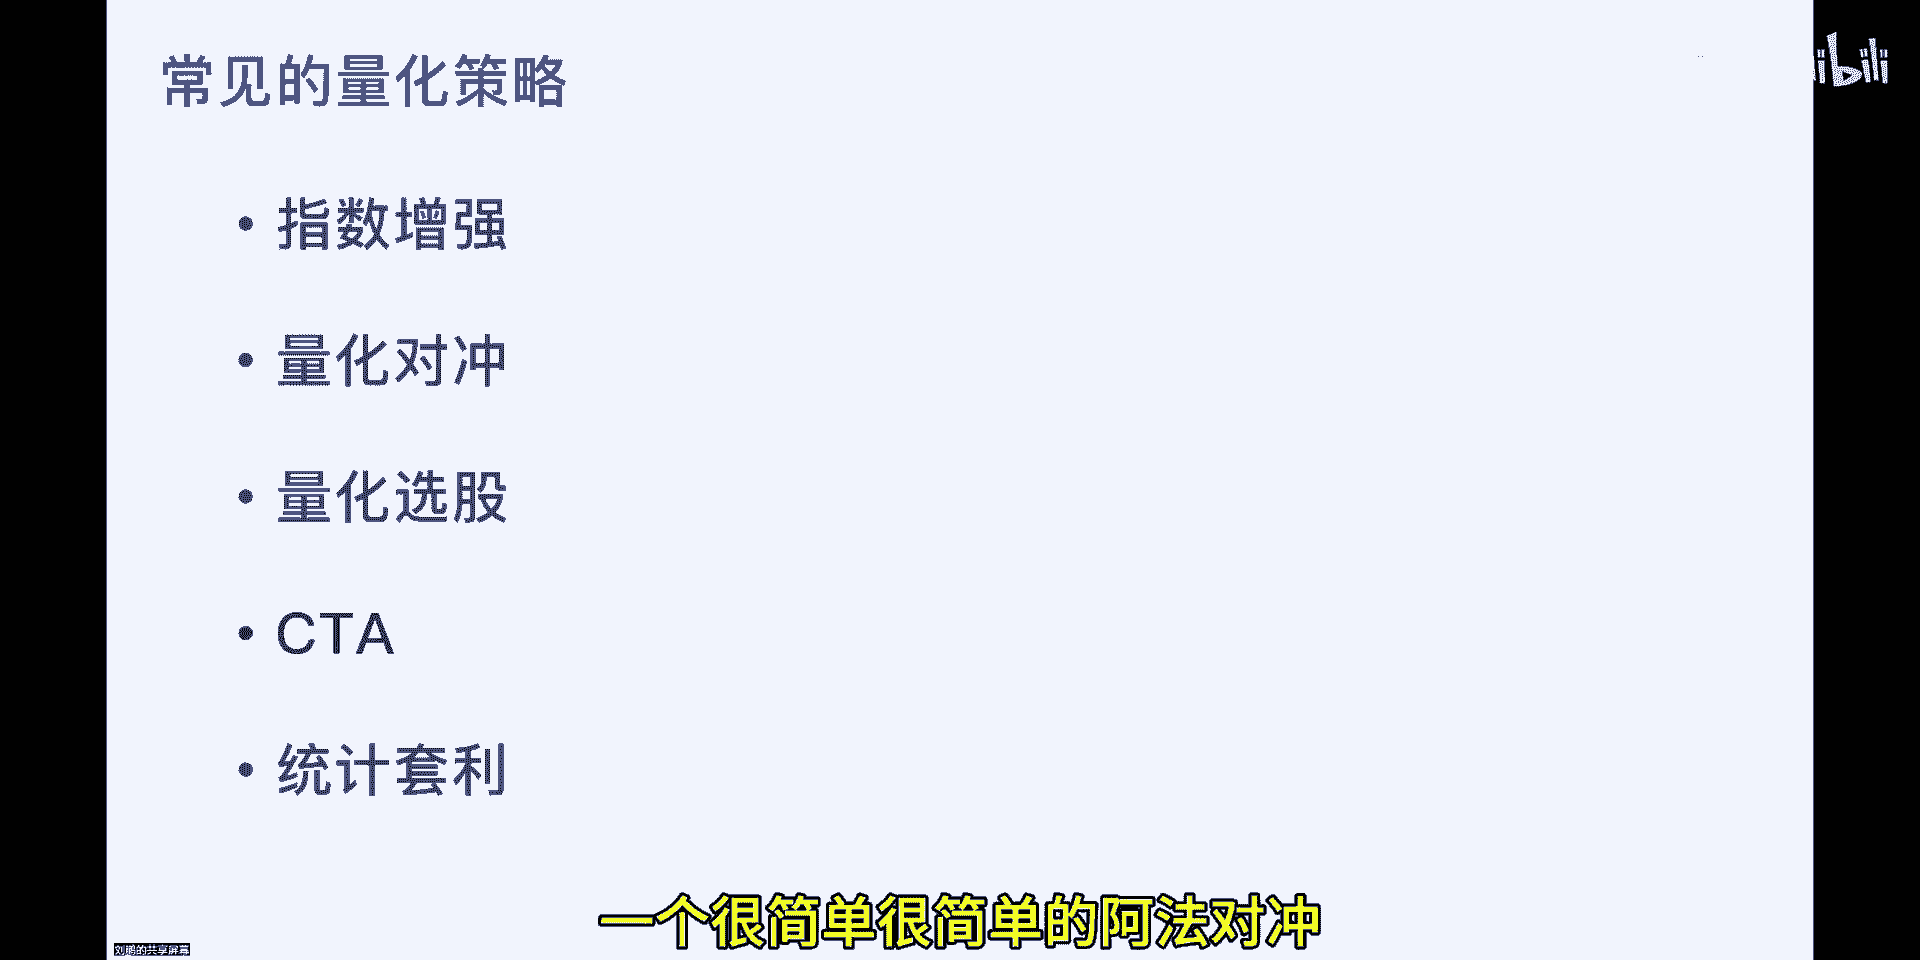 常见的量化策略
• 指数增强
• 量化对冲
• 量化选股
• CTA
• 统计套利
一个很简单很简单的阿法对冲
刘鹏的共享屏幕